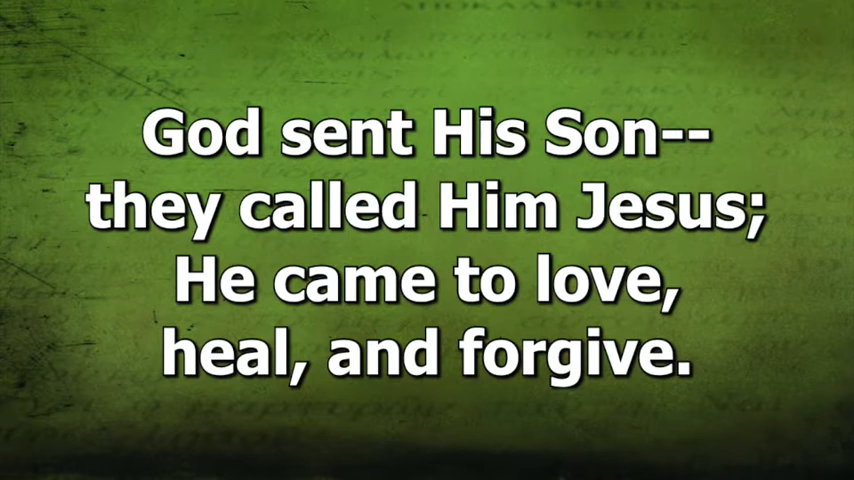 God sent His Son--
they called Him Jesus;
He came to love,
heal, and forgive.